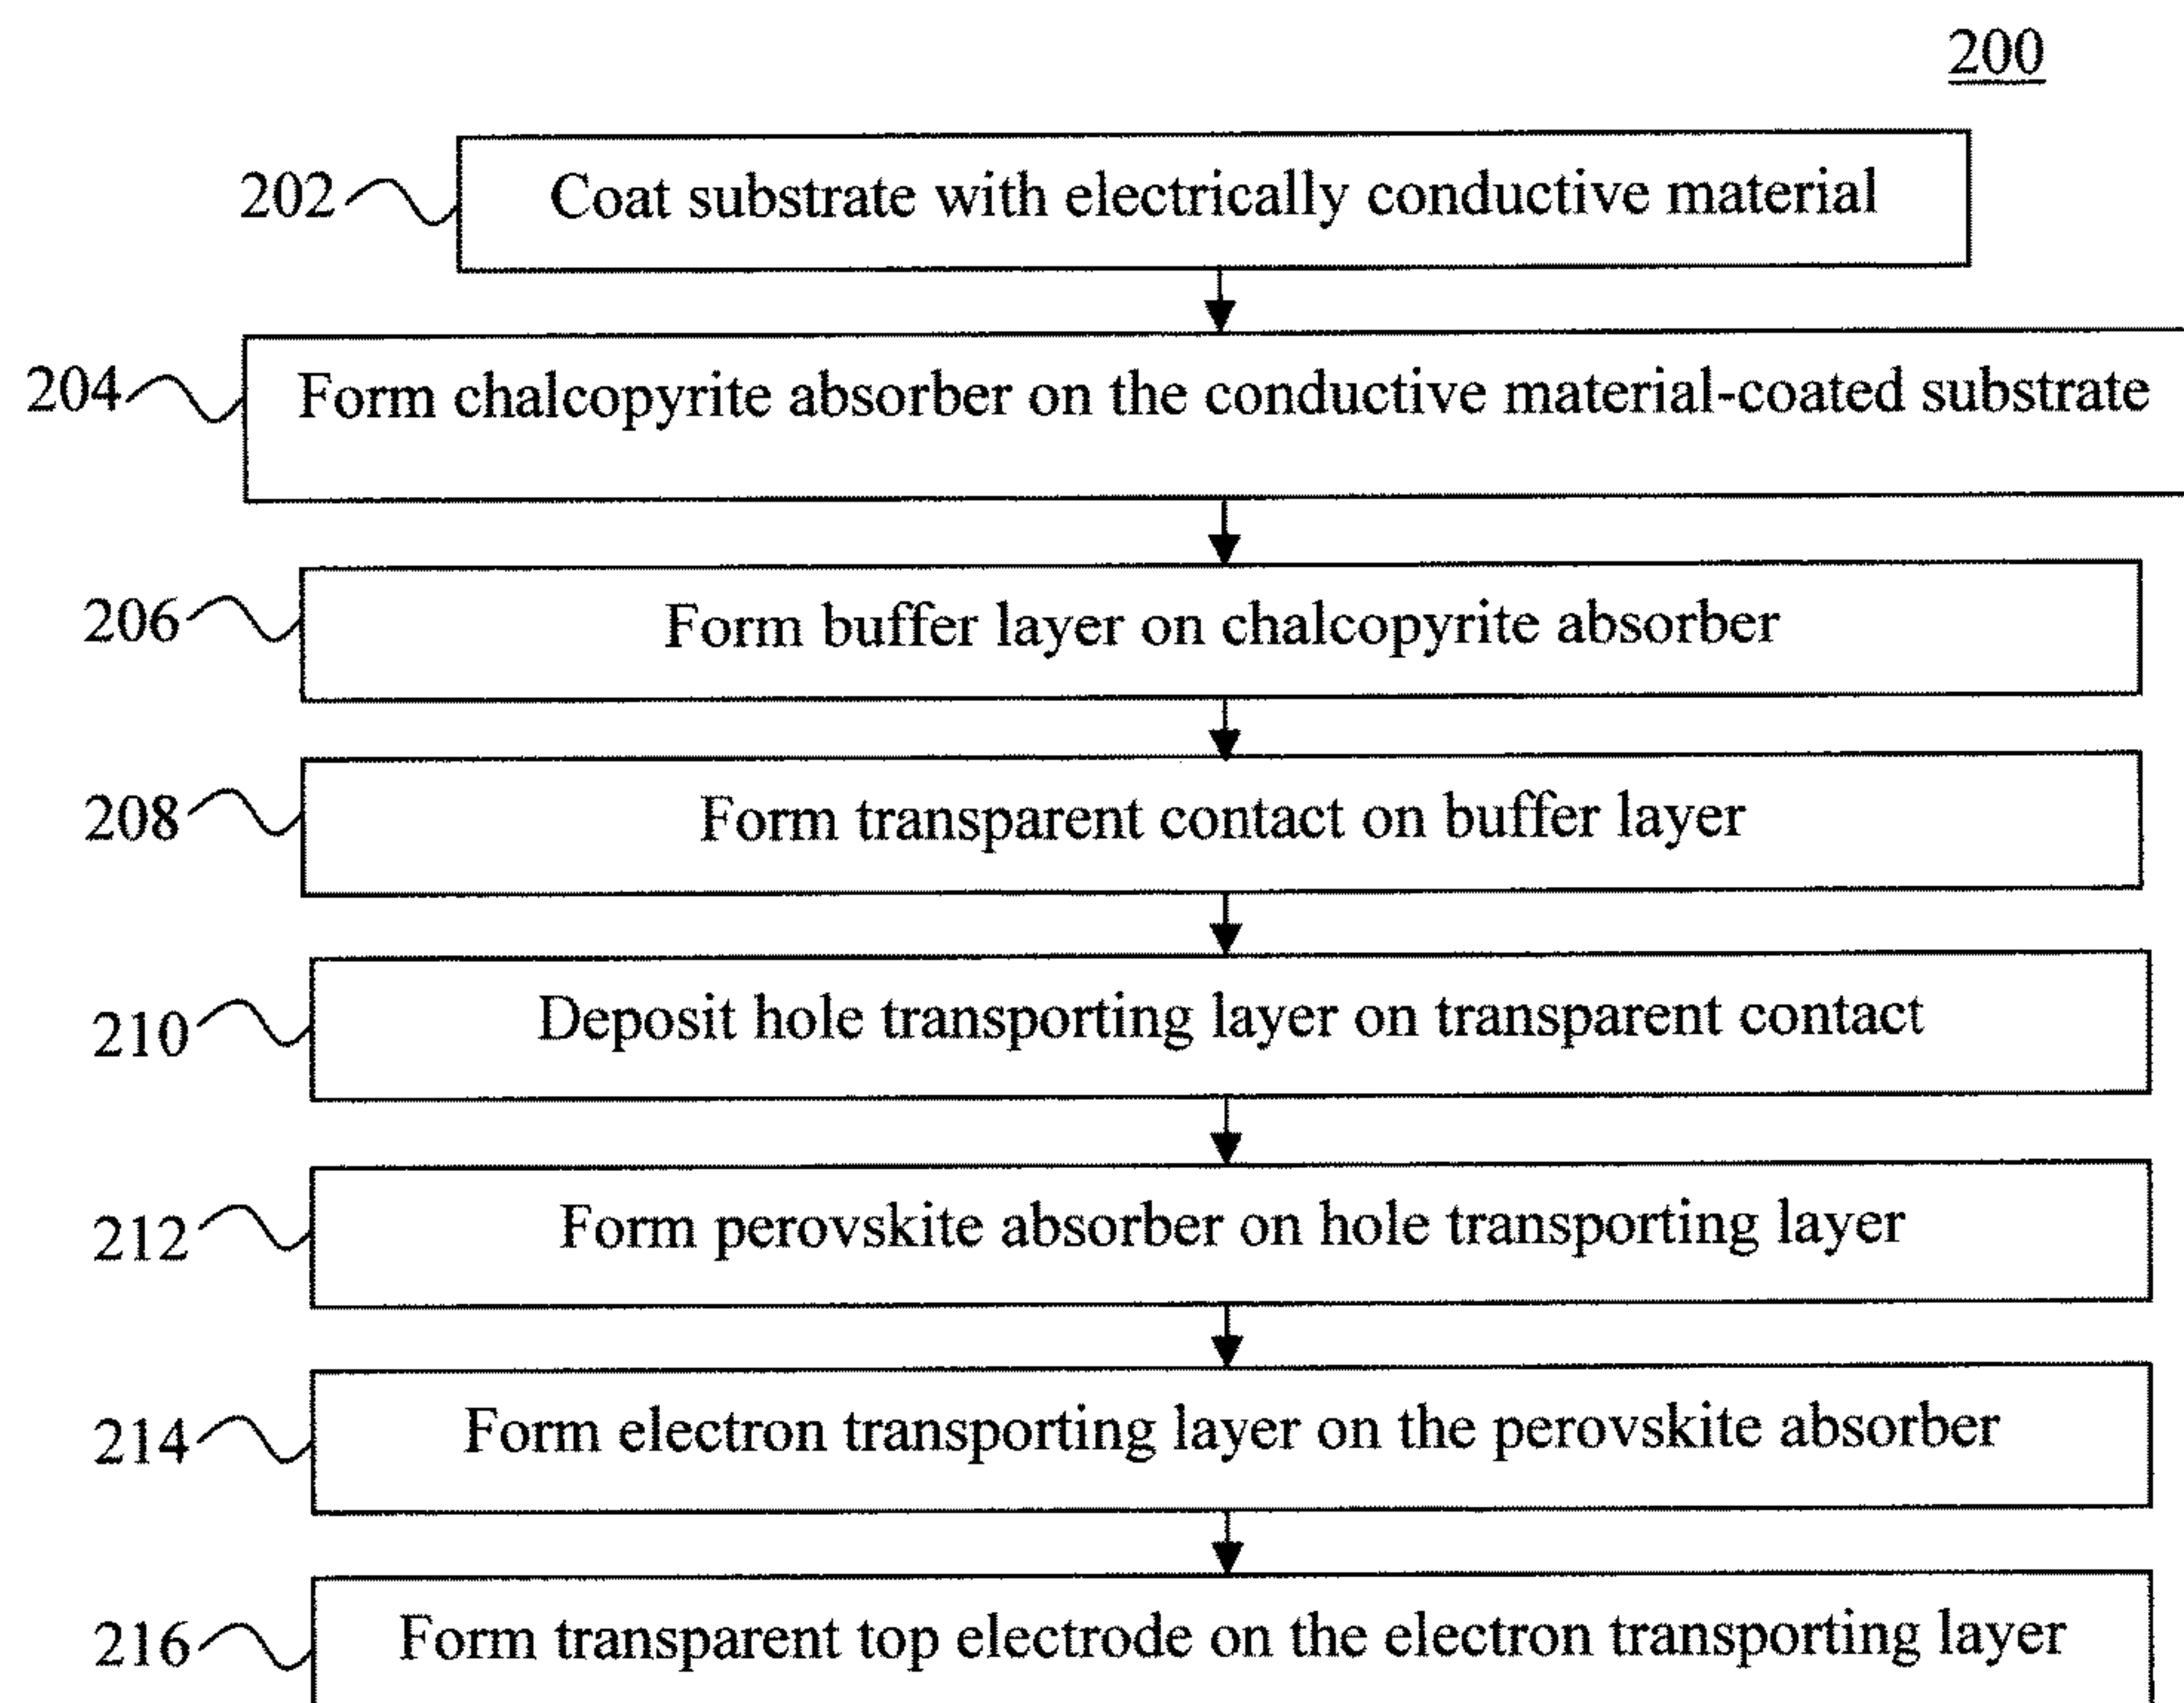 200
202 Coat substrate with electrically conductive material
204 Form chalcopyrite absorber on the conductive material-coated substrate
206 Form buffer layer on chalcopyrite absorber
208 Form transparent contact on buffer layer
210 Deposit hole transporting layer on transparent contact
212 Form perovskite absorber on hole transporting layer
214 Form electron transporting layer on the perovskite absorber
216 Form transparent top electrode on the electron transporting layer